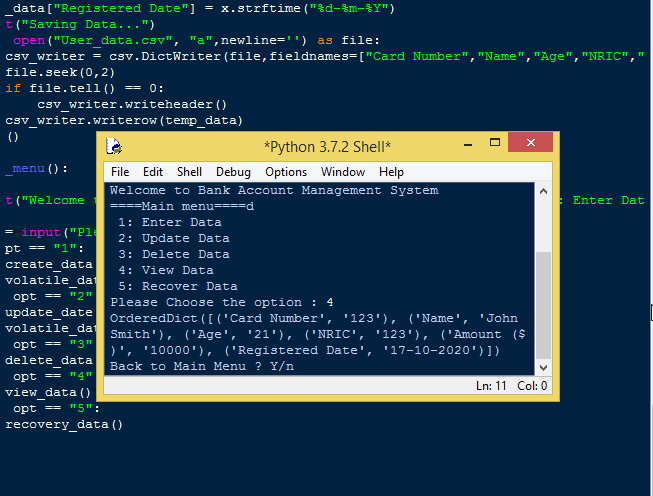 _data["Registered Date"] = x.strftime("%d-%m-%Y")
t("Saving Data...")
open("User_data.csv", "a",newline='') as file:
csv_writer = csv.DictWriter(file,fieldnames=["Card Number","Name","Age","NRIC","
file.seek(0,2)
if file.tell() == 0:
csv_writer.writeheader()
csv_writer.writerow(temp_data)
()
_menu():
t("Welcome t
: Enter Dat
= input("Ple
pt == "1":
create_data
volatile_dat
opt == "2"
update_date
volatile_dat
opt == "3"
delete_data
opt == "4"
view_data()
opt == "5":
recovery_data()
*Python 3.7.2 Shell*
File Edit Shell Debug Options Window Help
Welcome to Bank Account Management System
====Main menu====d
1: Enter Data
2: Update Data
3: Delete Data
4: View Data
5: Recover Data
Please Choose the option : 4
OrderedDict([('Card Number', '123'), ('Name', 'John
Smith'), ('Age', '21'), ('NRIC', '123'), ('Amount ($
)', '10000'), ('Registered Date', '17-10-2020')])
Back to Main Menu ? Y/n
Ln: 11 Col: 0